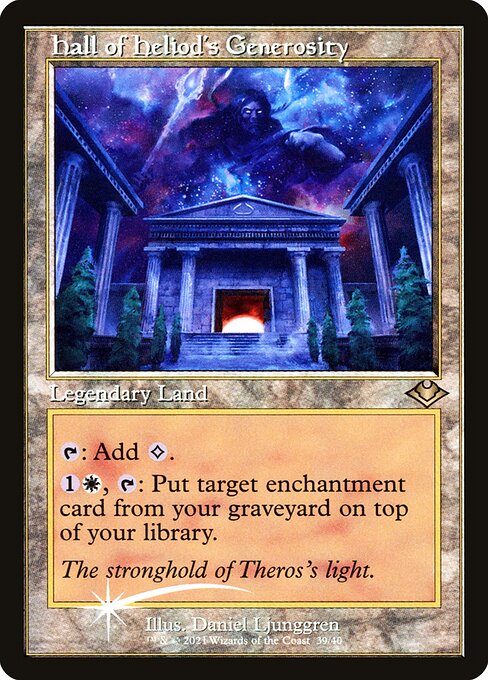 Hall of Heliod's Generosity
Legendary Land
: Add .
1, : Put target enchantment
card from your graveyard on top
of your library.
The stronghold of Theros's light.
Illus. Daniel Ljunggren
™ & © 2021 Wizards of the Coast 39/40